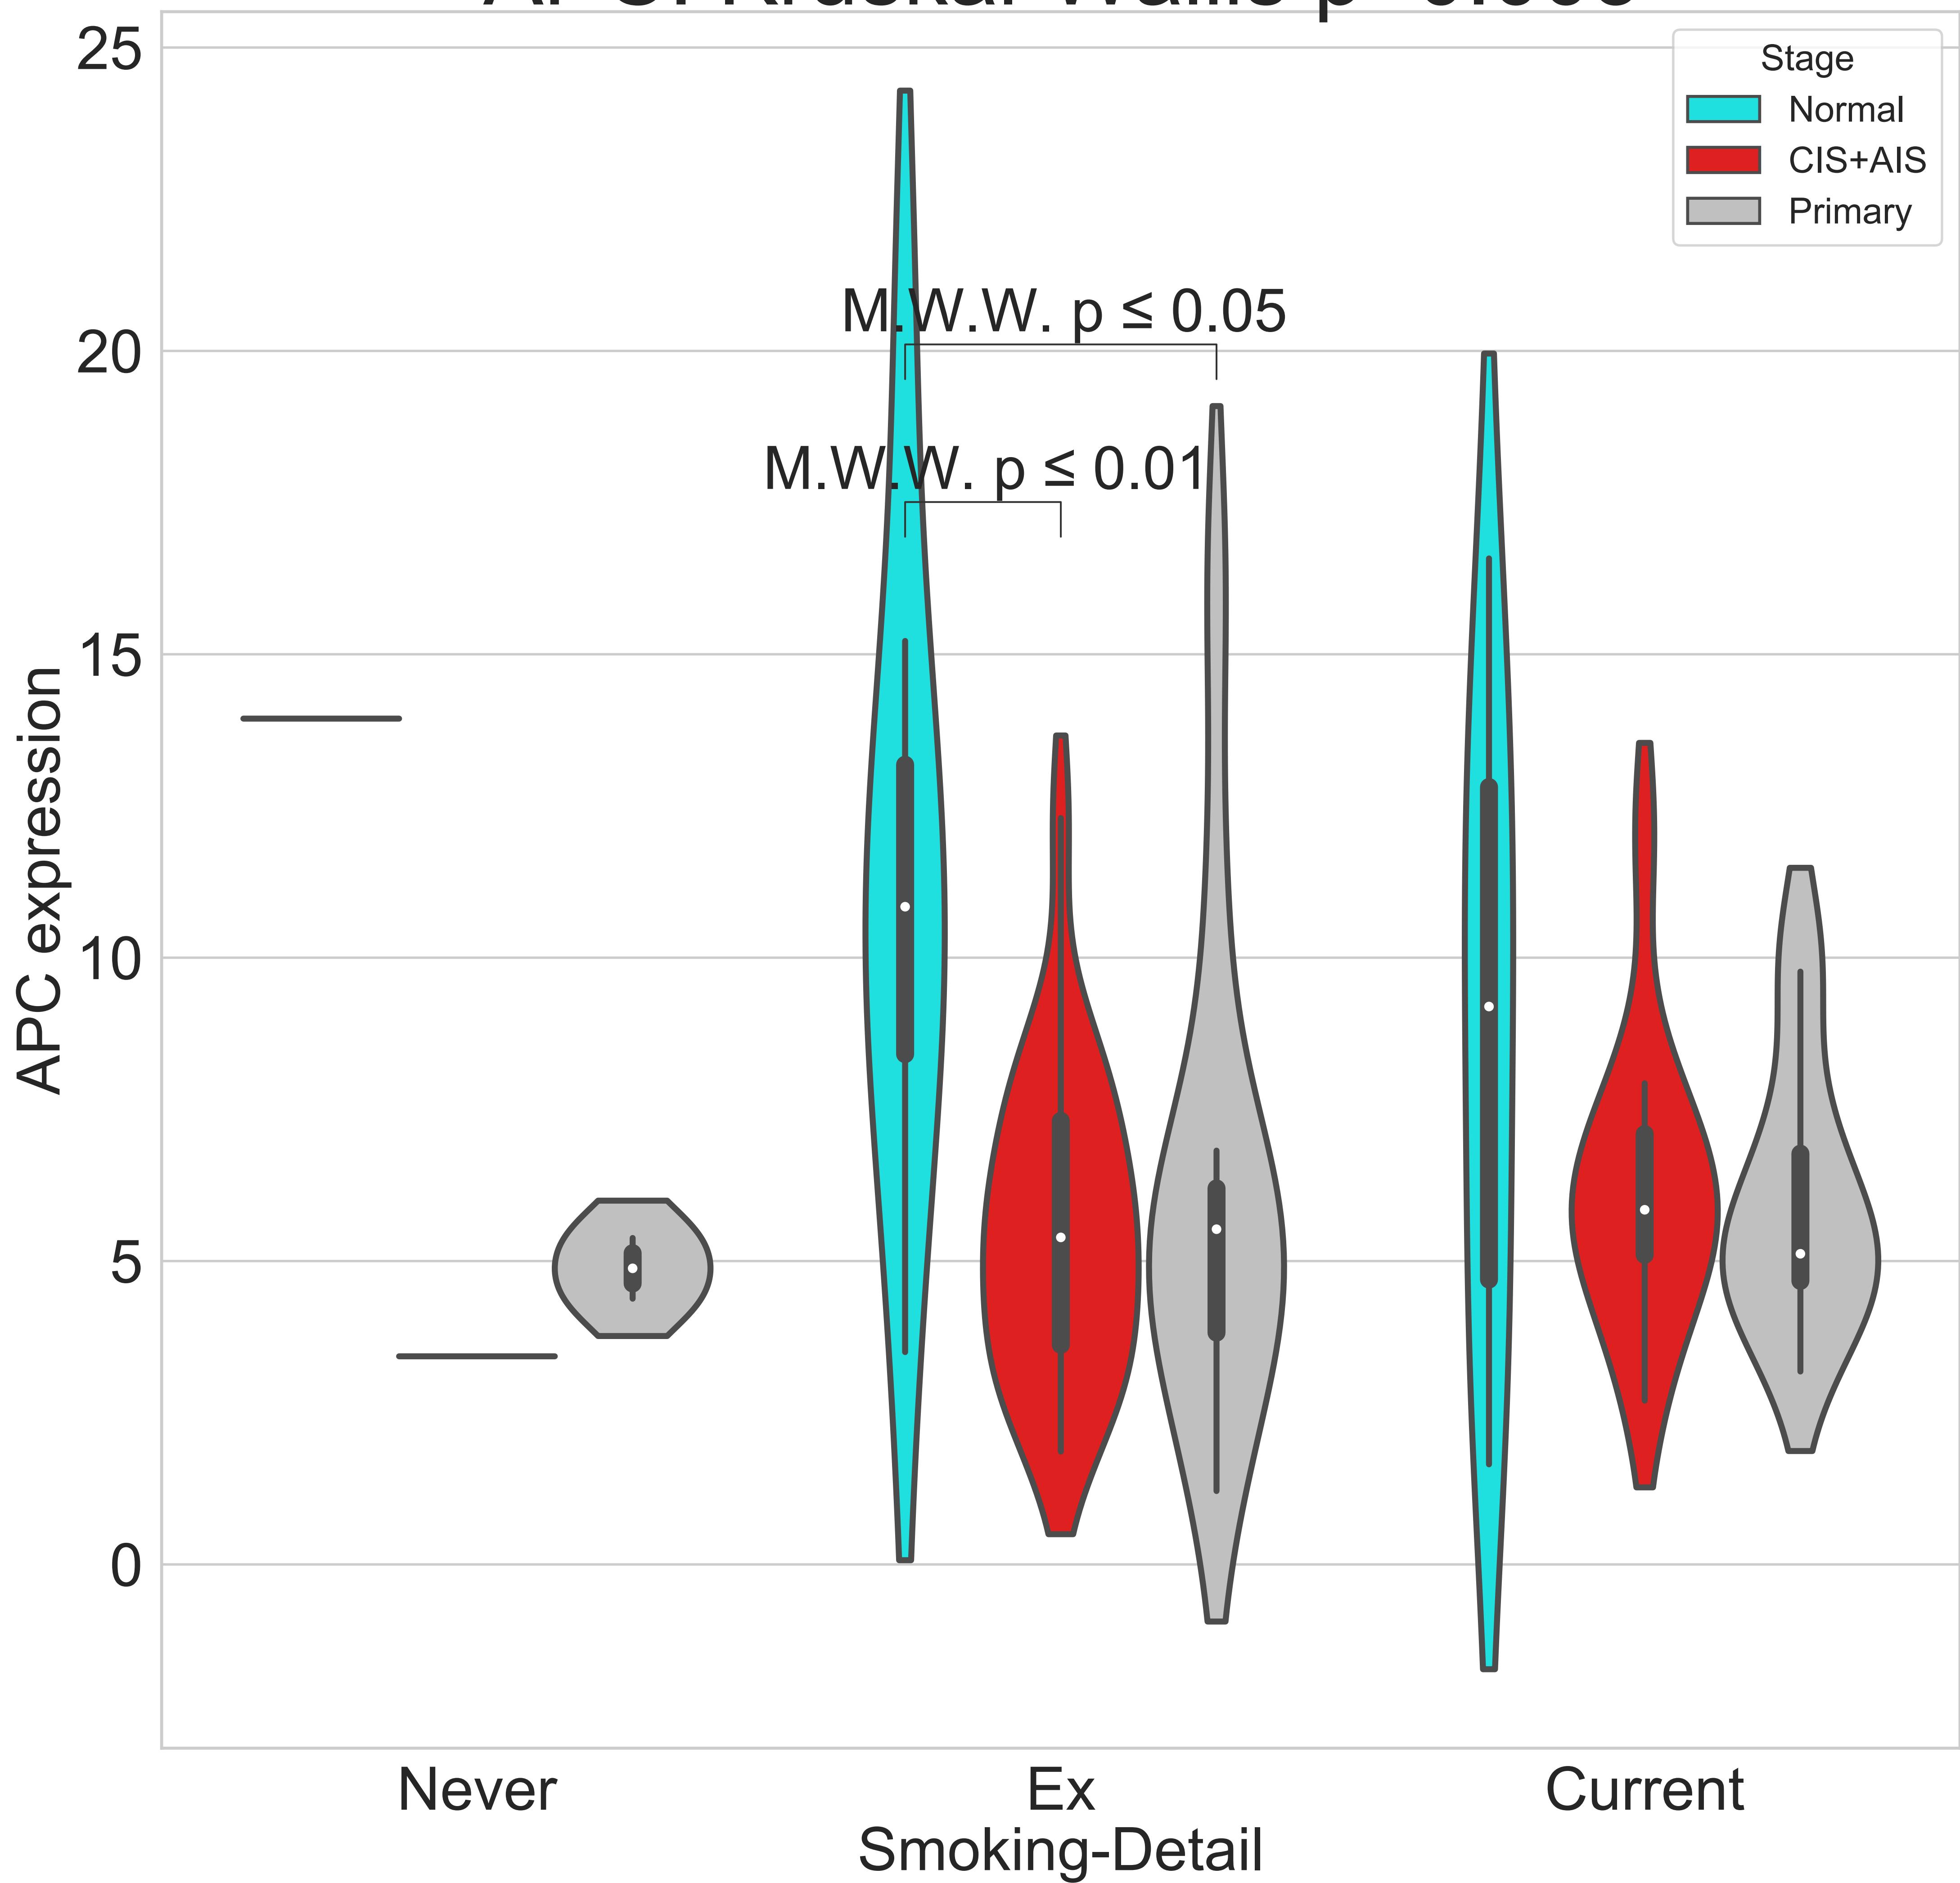 25
20
15
10
5
0
APC expression
Stage
Normal
CIS+AIS
Primary
M.W.W. p ≤ 0.05
M.W.W. p ≤ 0.01
Never
Ex
Current
Smoking-Detail